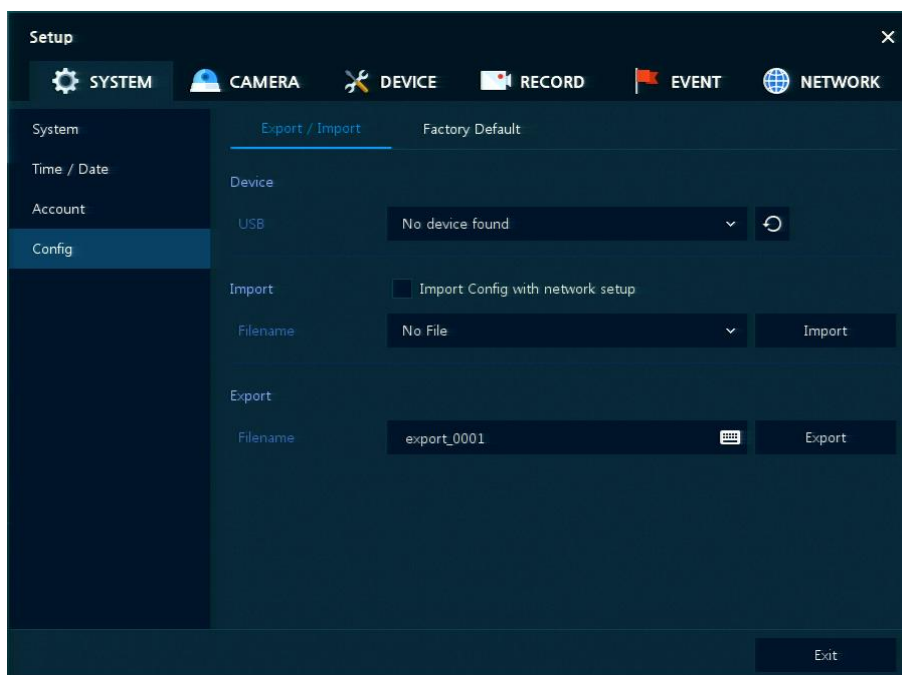 Setup
SYSTEM CAMERA DEVICE RECORD EVENT NETWORK
System
Time / Date
Account
Config
Export / Import Factory Default
Device
USB No device found
Import Import Config with network setup
Filename No File Import
Export
Filename export_0001 Export
Exit